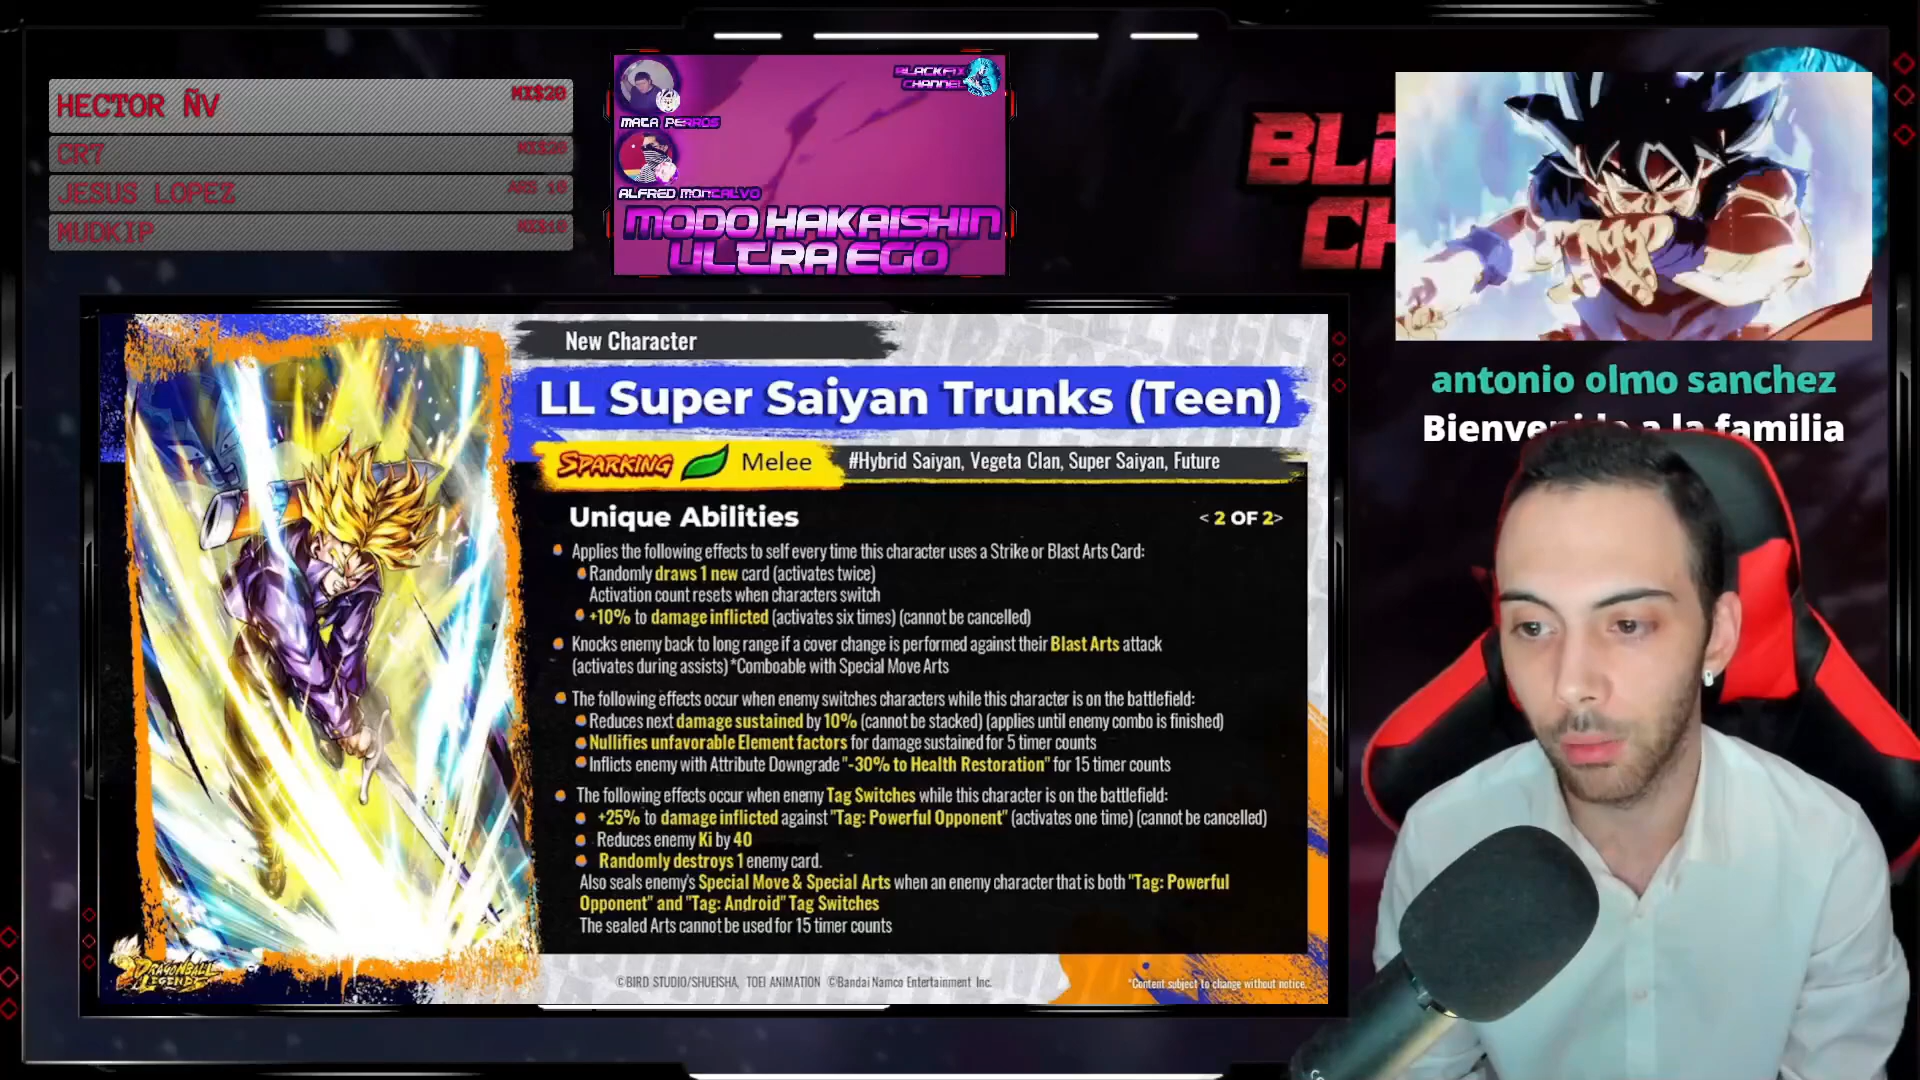 HECTOR ÑV
MX$20
CR7
MX$20
JESUS LOPEZ
ARS 10
MUDKIP
MX$10
BLACKFIX
CHANNEL
MATA PERROS
ALFRED MONTALVO
MODO HAKAISHIN
ULTRA EGO
antonio olmo sanchez
Bienvenido a la familia
New Character
LL Super Saiyan Trunks (Teen)
SPARKING Melee #Hybrid Saiyan, Vegeta Clan, Super Saiyan, Future
Unique Abilities
< 2 OF 2>
Applies the following effects to self every time this character uses a Strike or Blast Arts Card:
Randomly draws 1 new card (activates twice)
Activation count resets when characters switch
+10% to damage inflicted (activates six times) (cannot be cancelled)
Knocks enemy back to long range if a cover change is performed against their Blast Arts attack
(activates during assists) *Comboable with Special Move Arts
The following effects occur when enemy switches characters while this character is on the battlefield:
Reduces next damage sustained by 10% (cannot be stacked) (applies until enemy combo is finished)
Nullifies unfavorable Element factors for damage sustained for 5 timer counts
Inflicts enemy with Attribute Downgrade "-30% to Health Restoration" for 15 timer counts
The following effects occur when enemy Tag Switches while this character is on the battlefield:
+25% to damage inflicted against "Tag: Powerful Opponent" (activates one time) (cannot be cancelled)
Reduces enemy Ki by 40
Randomly destroys 1 enemy card.
Also seals enemy's Special Move & Special Arts when an enemy character that is both "Tag: Powerful
Opponent" and "Tag: Android" Tag Switches
The sealed Arts cannot be used for 15 timer counts
DRAGONBALL
LEGENDS
©BIRD STUDIO/SHUEISHA, TOEI ANIMATION ©Bandai Namco Entertainment Inc.
*Content subject to change without notice.